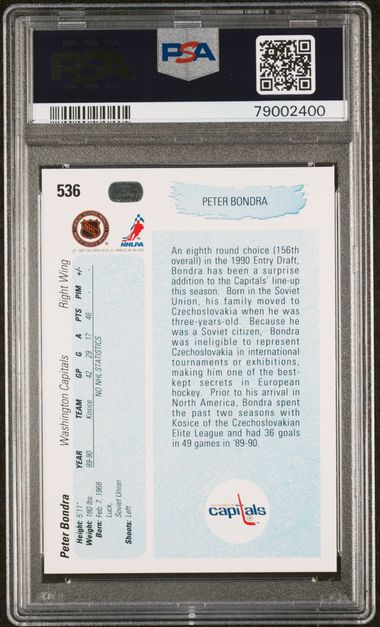 PSA
PSA
79002400
536
NHL
NHLPA
PETER BONDRA
An eighth round choice (156th
overall) in the 1990 Entry Draft,
Bondra has been a surprise
addition to the Capitals' line-up
this season. Born in the Soviet
Union, his family moved to
Czechoslovakia when he was
three-years-old. Because he
was a Soviet citizen, Bondra
was ineligible to represent
Czechoslovakia in international
tournaments or exhibitions,
making him one of the best-
kept secrets in European
hockey. Prior to his arrival in
North America, Bondra spent
the past two seasons with
Kosice of the Czechoslovakian
Elite League and had 36 goals
in 49 games in '89-90.
capitals
Peter Bondra Washington Capitals Right Wing
Height: 5'11"
Weight: 180 lbs
Born: Feb 7, 1968
Luck,
Soviet Union
Shoots: Left
YEAR TEAM GP G A PTS PIM +/-
89-90 Kosice 42 29 17 46 - -
NO NHL STATISTICS